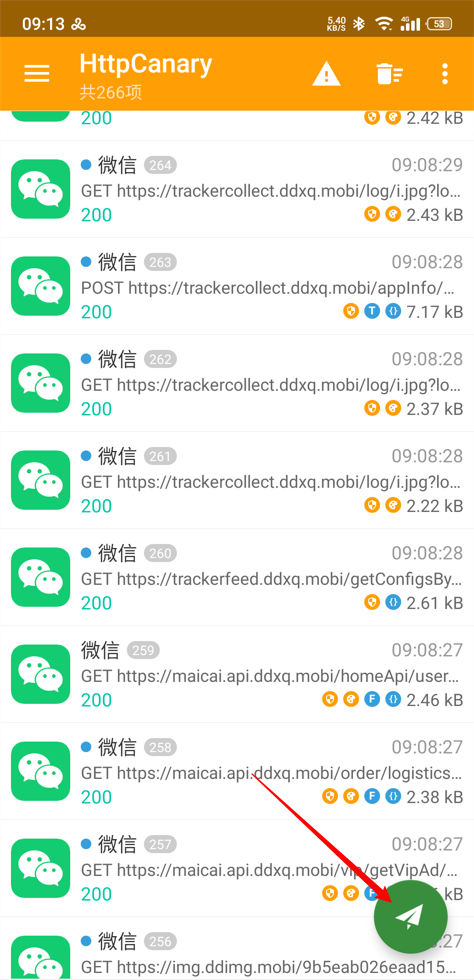 09:13
5.40
KB/S
4G
53
HttpCanary
共266项
200
2.42 kB
微信 264 09:08:29
GET https://trackercollect.ddxq.mobi/log/i.jpg?lo...
200 2.43 kB
微信 263 09:08:28
POST https://trackercollect.ddxq.mobi/appInfo/...
200 T {} 7.17 kB
微信 262 09:08:28
GET https://trackercollect.ddxq.mobi/log/i.jpg?lo...
200 2.37 kB
微信 261 09:08:28
GET https://trackercollect.ddxq.mobi/log/i.jpg?lo...
200 2.22 kB
微信 260 09:08:28
GET https://trackerfeed.ddxq.mobi/getConfigsBy...
200 {} 2.61 kB
微信 259 09:08:27
GET https://maicai.api.ddxq.mobi/homeApi/user...
200 F {} 2.46 kB
微信 258 09:08:27
GET https://maicai.api.ddxq.mobi/order/logistics...
200 F {} 2.38 kB
微信 257 09:08:27
GET https://maicai.api.ddxq.mobi/vip/getVipAd/...
200 F kB
微信 256 :27
GET https://img.ddimg.mobi/9b5eab026eaad15...